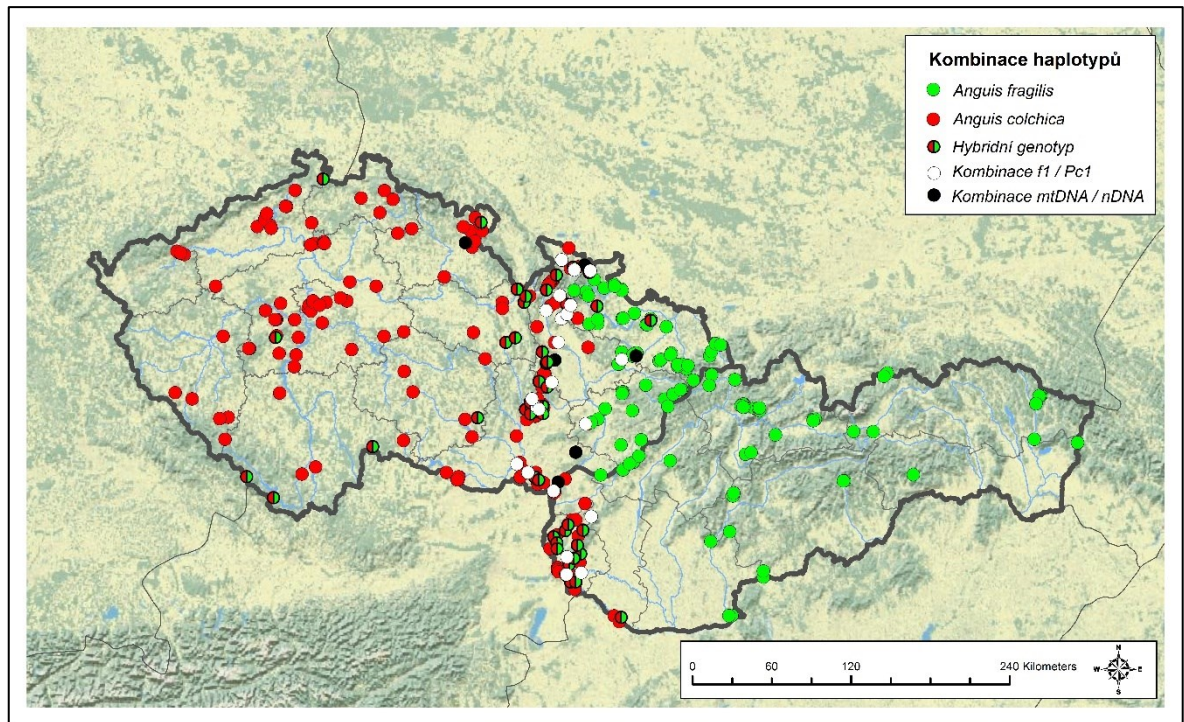 Kombinace haplotypů
Anguis fragilis
Anguis colchica
Hybridní genotyp
Kombinace f1 / Pc1
Kombinace mtDNA / nDNA
0 60 120 240 Kilometers
N
W E
S